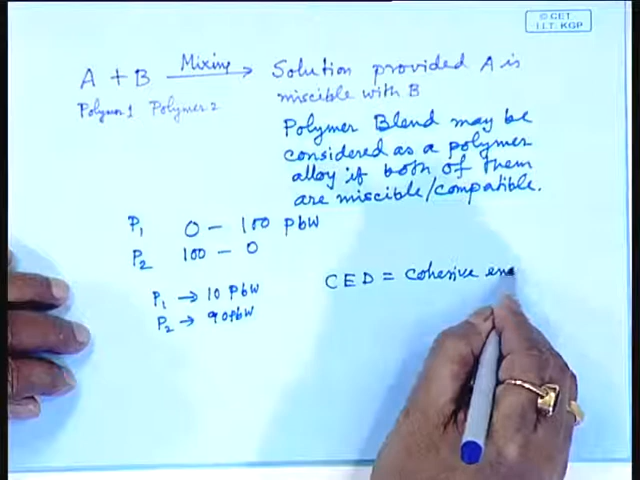 © CET
I.I.T. KGP
A + B Mixing → Solution provided A is
Polymer 1 Polymer 2 miscible with B
Polymer Blend may be
considered as a polymer
alloy if both of them
are miscible/compatible.
P₁ 0 – 100 pbw
P₂ 100 – 0
P₁ → 10 pbw
P₂ → 90 pbw
CED = cohesive ene